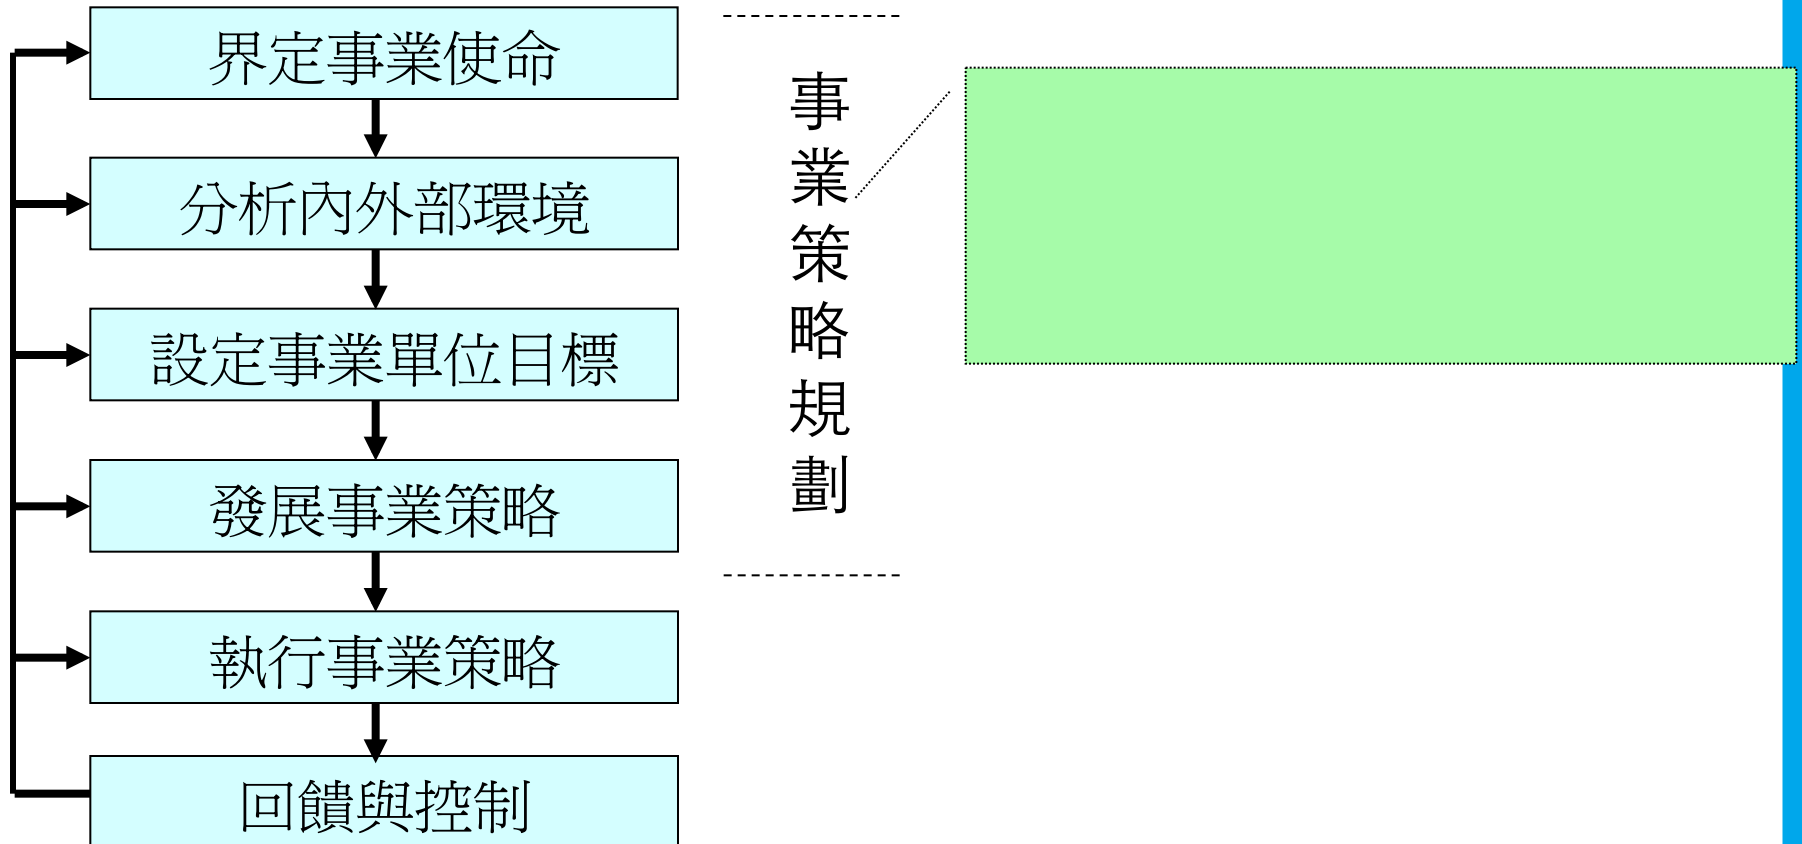 界定事業使命
分析內外部環境
設定事業單位目標
發展事業策略
執行事業策略
回饋與控制
事業策略規劃